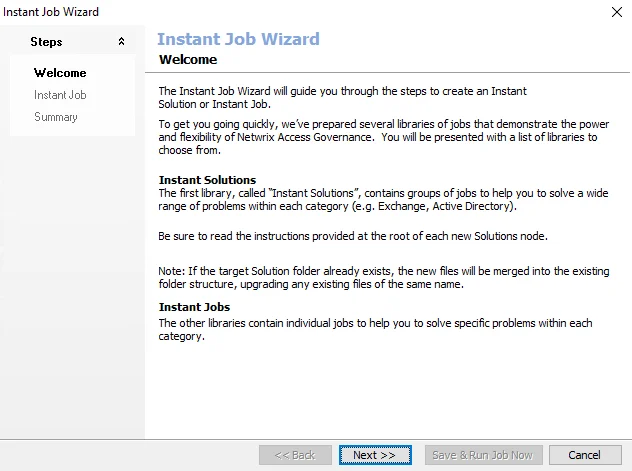 Instant Job Wizard
Steps
Welcome
Instant Job
Summary
Instant Job Wizard
Welcome
The Instant Job Wizard will guide you through the steps to create an Instant
Solution or Instant Job.
To get you going quickly, we've prepared several libraries of jobs that demonstrate the power
and flexibility of Netwrix Access Governance.  You will be presented with a list of libraries to
choose from.
Instant Solutions
The first library, called "Instant Solutions", contains groups of jobs to help you to solve a wide
range of problems within each category (e.g. Exchange, Active Directory).
Be sure to read the instructions provided at the root of each new Solutions node.
Note: If the target Solution folder already exists, the new files will be merged into the existing
folder structure, upgrading any existing files of the same name.
Instant Jobs
The other libraries contain individual jobs to help you to solve specific problems within each
category.
<< Back
Next >>
Save & Run Job Now
Cancel